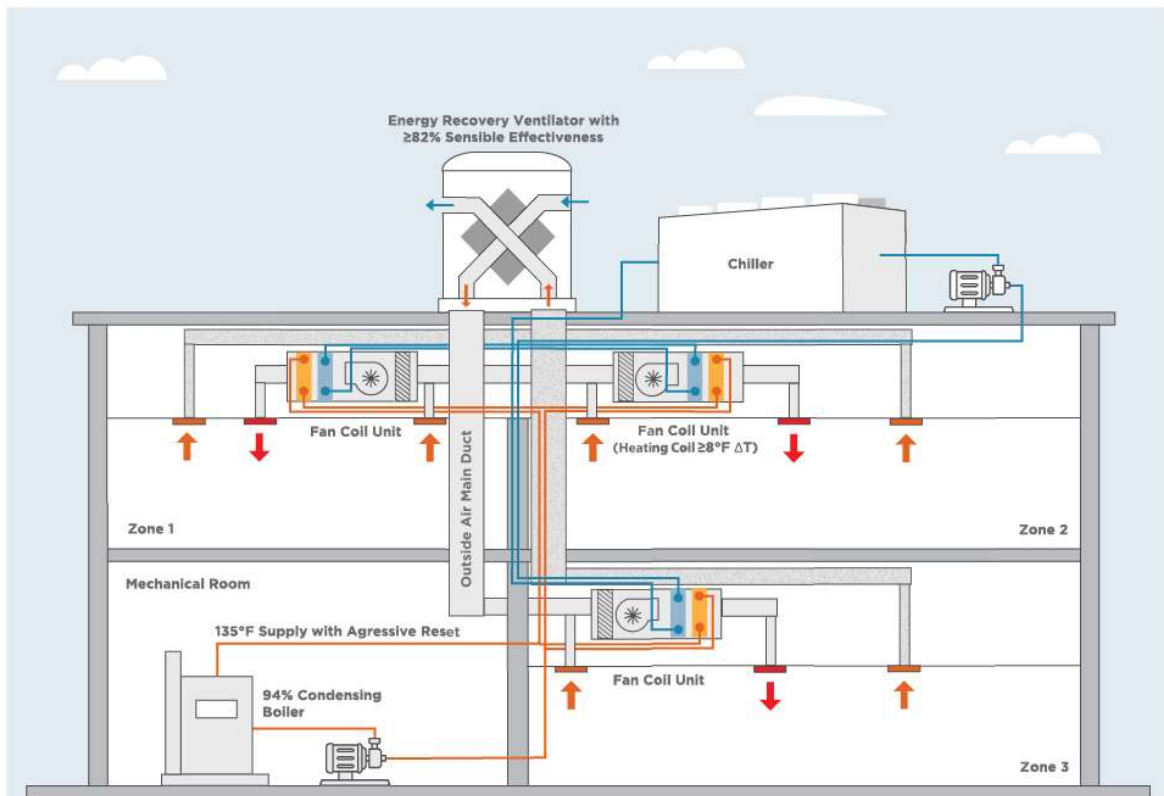 Energy Recovery Ventilator with
≥82% Sensible Effectiveness
Chiller
Fan Coil Unit
Fan Coil Unit
(Heating Coil ≥8°F ΔT)
Outside Air Main Duct
Zone 1
Zone 2
Mechanical Room
135°F Supply with Agressive Reset
94% Condensing
Boiler
Fan Coil Unit
Zone 3